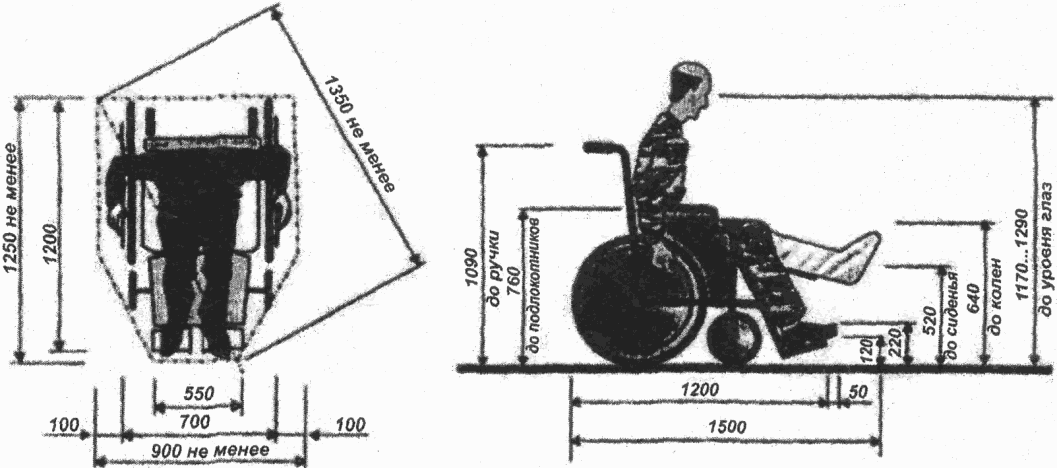 1350 не менее
1250 не менее
1200
550
100
700
100
900 не менее
1090
до ручки
760
до подлокотников
120
220
520
до сиденья
640
до колен
1170...1290
до уровня глаз
1200
50
1500